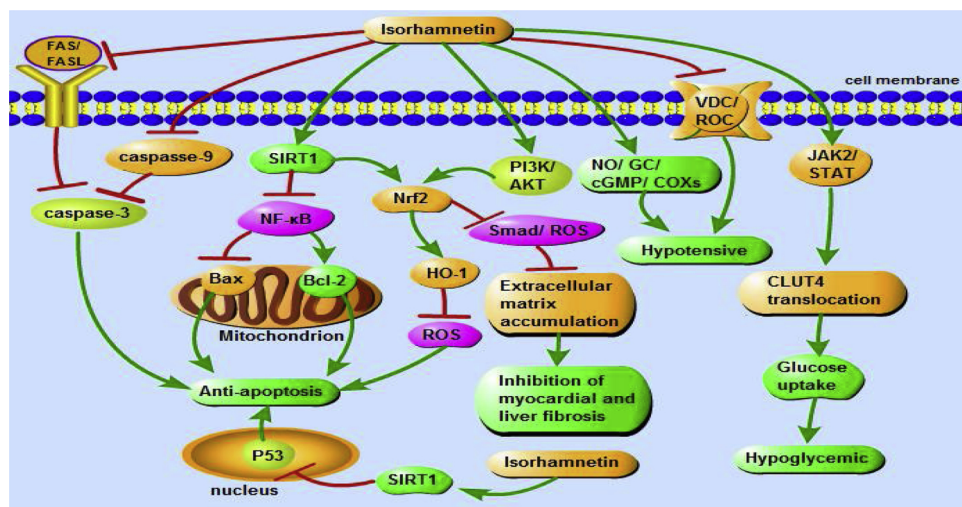 Isorhamnetin
FAS/
FASL
cell membrane
VDC/
ROC
caspasse-9
SIRT1
PI3K/
AKT
NO/ GC/
cGMP/ COXs
JAK2/
STAT
caspase-3
NF-κB
Nrf2
Smad/ ROS
Hypotensive
Bax
Bcl-2
HO-1
Extracellular
matrix
accumulation
CLUT4
translocation
Mitochondrion
ROS
Anti-apoptosis
Inhibition of
myocardial and
liver fibrosis
Glucose
uptake
P53
nucleus
SIRT1
Isorhamnetin
Hypoglycemic